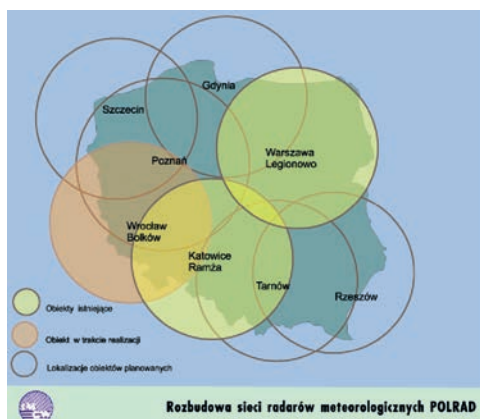 Gdynia
Szczecin
Warszawa
Legionowo
Poznań
Wrocław
Bolków
Katowice
Ramża
Tarnów
Rzeszów
Obiekty istniejące
Obiekt w trakcie realizacji
Lokalizacje obiektów planowanych
Rozbudowa sieci radarów meteorologicznych POLRAD